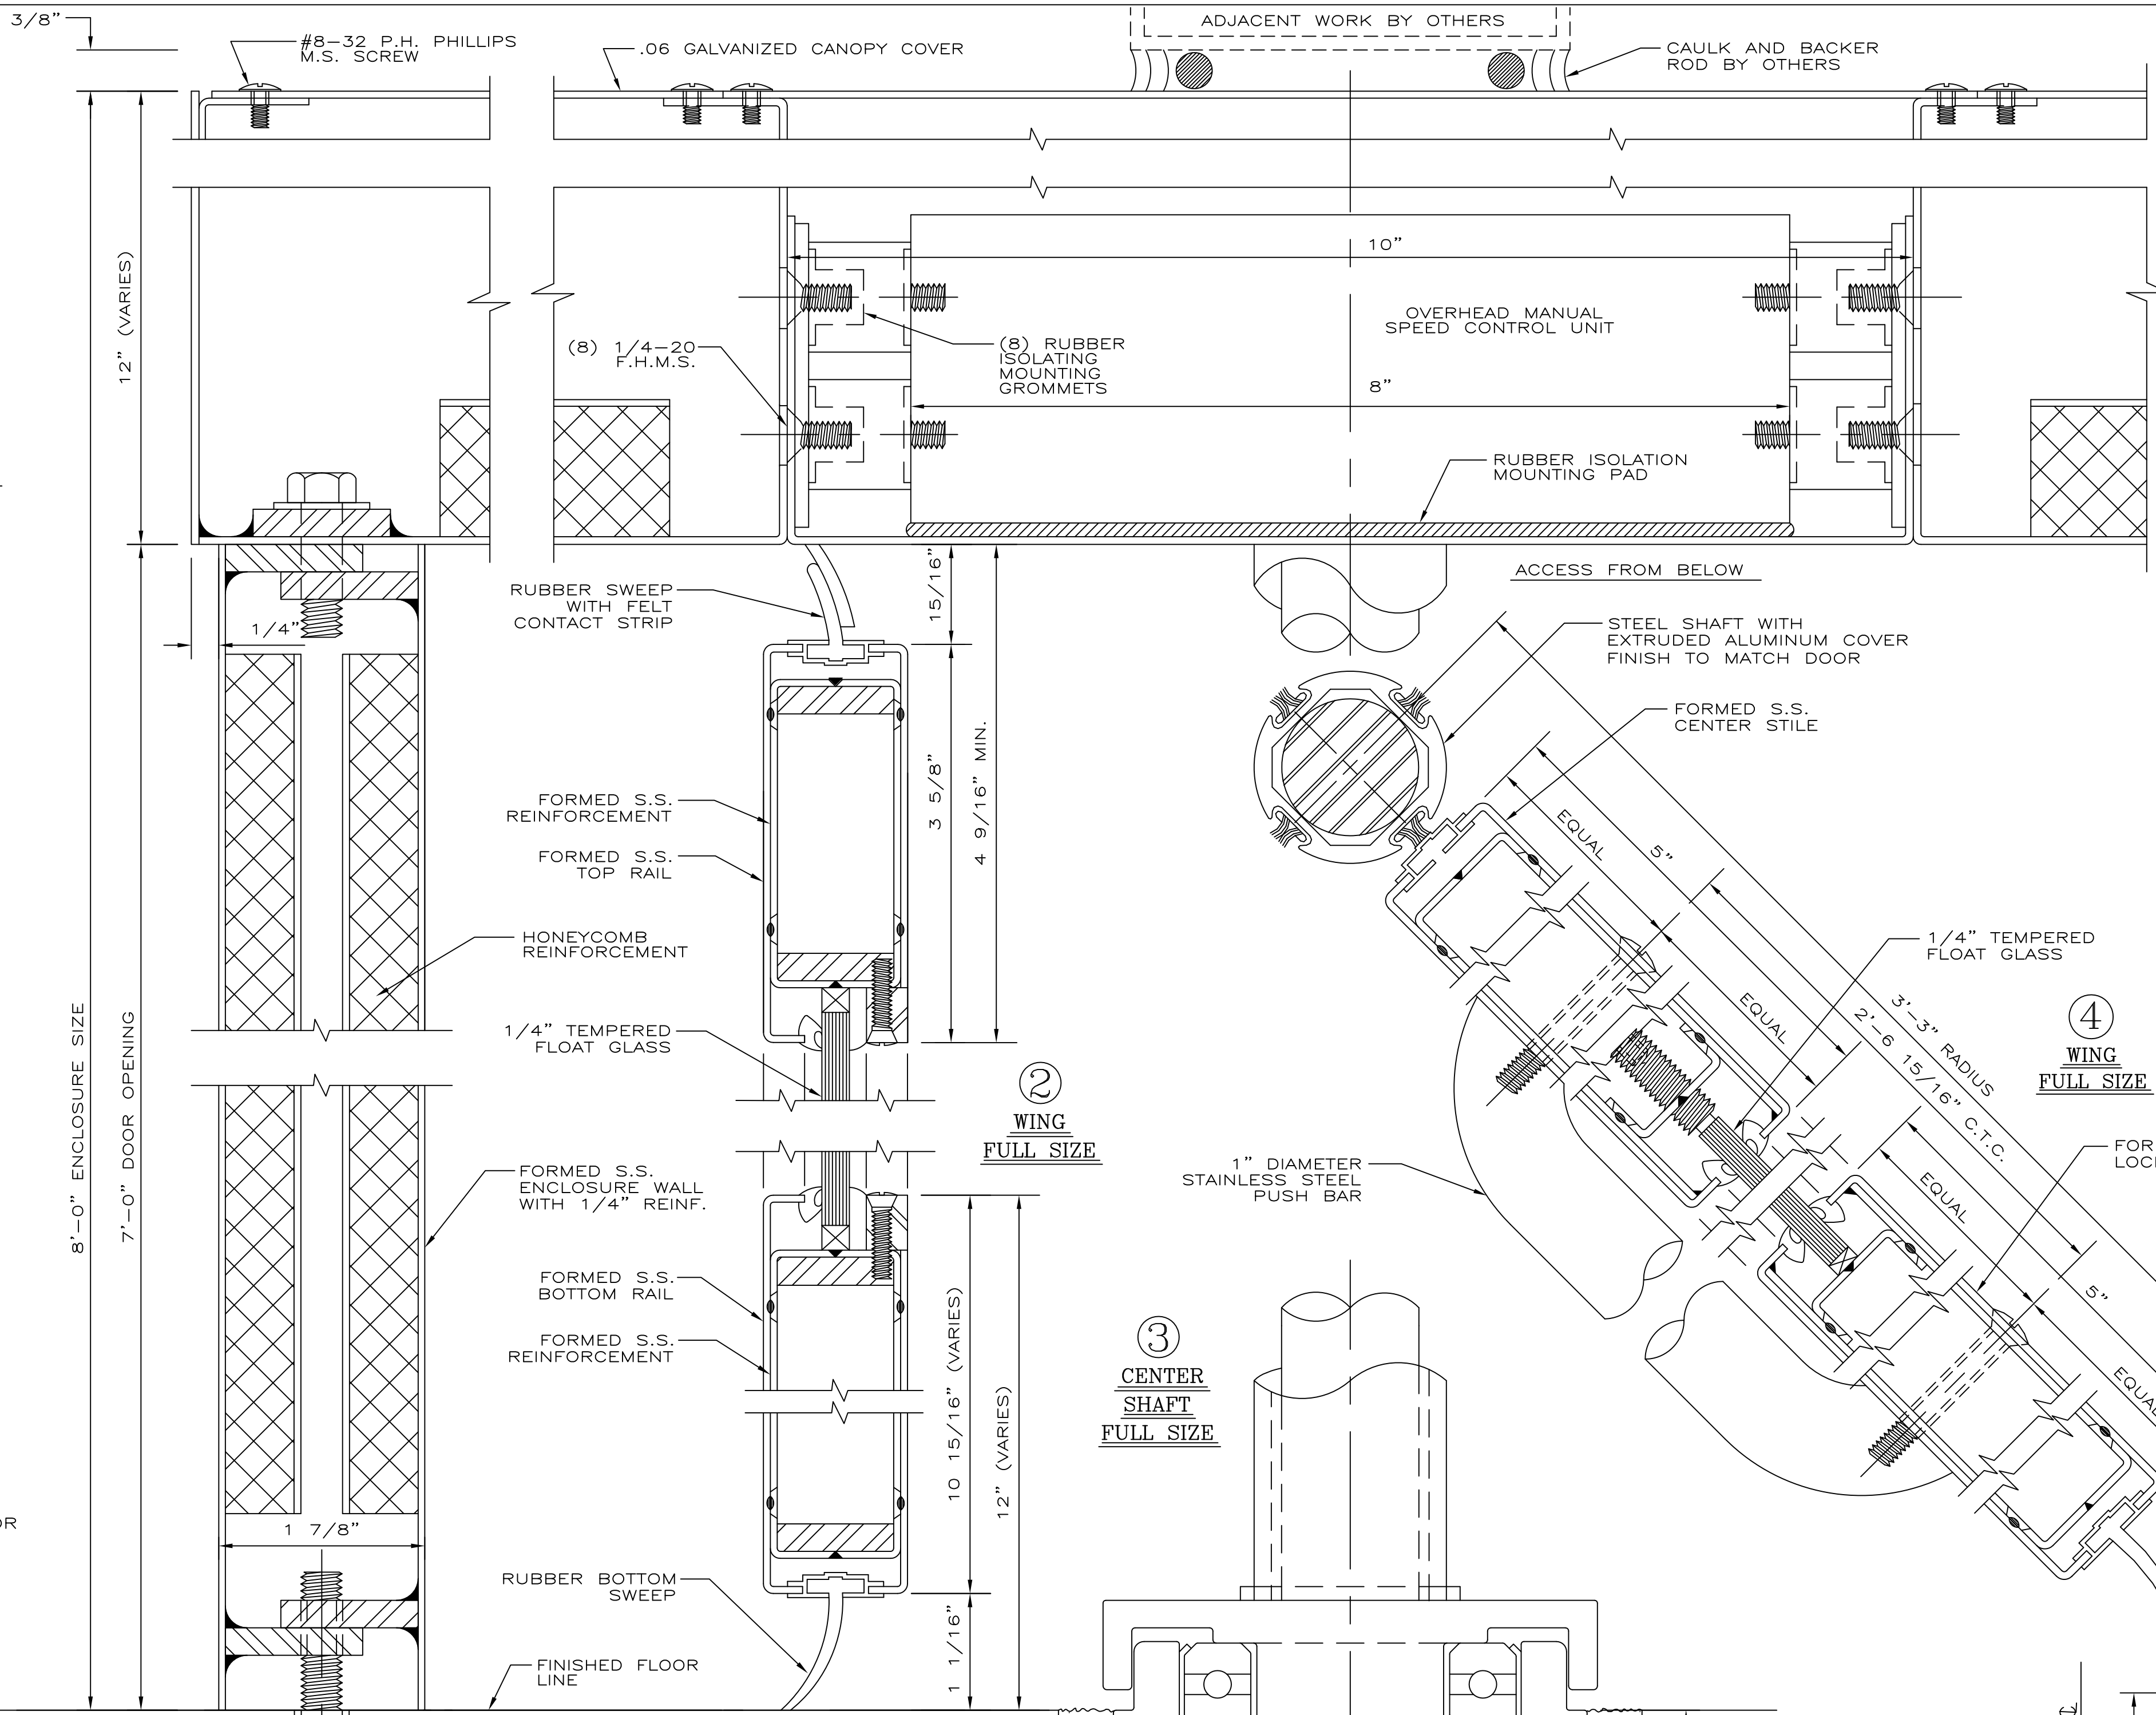 3/8"
#8-32 P.H. PHILLIPS
M.S. SCREW
.06 GALVANIZED CANOPY COVER
ADJACENT WORK BY OTHERS
CAULK AND BACKER
ROD BY OTHERS
12" (VARIES)
10"
OVERHEAD MANUAL
SPEED CONTROL UNIT
(8) 1/4-20
F.H.M.S.
(8) RUBBER
ISOLATING
MOUNTING
GROMMETS
8"
RUBBER ISOLATION
MOUNTING PAD
ACCESS FROM BELOW
RUBBER SWEEP
WITH FELT
CONTACT STRIP
15/16"
1/4"
STEEL SHAFT WITH
EXTRUDED ALUMINUM COVER
FINISH TO MATCH DOOR
FORMED S.S.
CENTER STILE
FORMED S.S.
REINFORCEMENT
FORMED S.S.
TOP RAIL
3 5/8"
4 9/16" MIN.
EQUAL
5"
HONEYCOMB
REINFORCEMENT
1/4" TEMPERED
FLOAT GLASS
1/4" TEMPERED
FLOAT GLASS
8'-0" ENCLOSURE SIZE
7'-0" DOOR OPENING
EQUAL
3'-3" RADIUS
2'-6 15/16" C.T.C.
4
WING
FULL SIZE
2
WING
FULL SIZE
FORMED S.S.
ENCLOSURE WALL
WITH 1/4" REINF.
1" DIAMETER
STAINLESS STEEL
PUSH BAR
FOR
LOC
EQUAL
5"
EQUAL
FORMED S.S.
BOTTOM RAIL
FORMED S.S.
REINFORCEMENT
10 15/16" (VARIES)
12" (VARIES)
3
CENTER
SHAFT
FULL SIZE
OR
1 7/8"
RUBBER BOTTOM
SWEEP
1 1/16"
FINISHED FLOOR
LINE